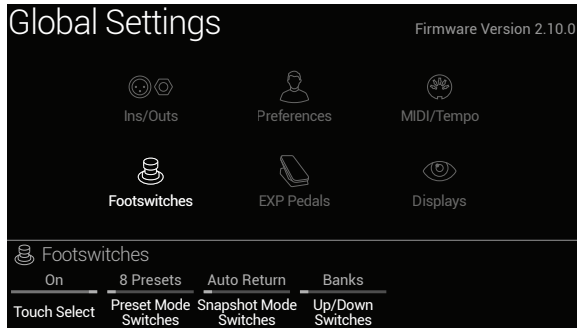 Global Settings
Firmware Version 2.10.0
Ins/Outs
Preferences
MIDI/Tempo
Footswitches
EXP Pedals
Displays
Footswitches
On
8 Presets
Auto Return
Banks
Touch Select
Preset Mode
Switches
Snapshot Mode
Switches
Up/Down
Switches